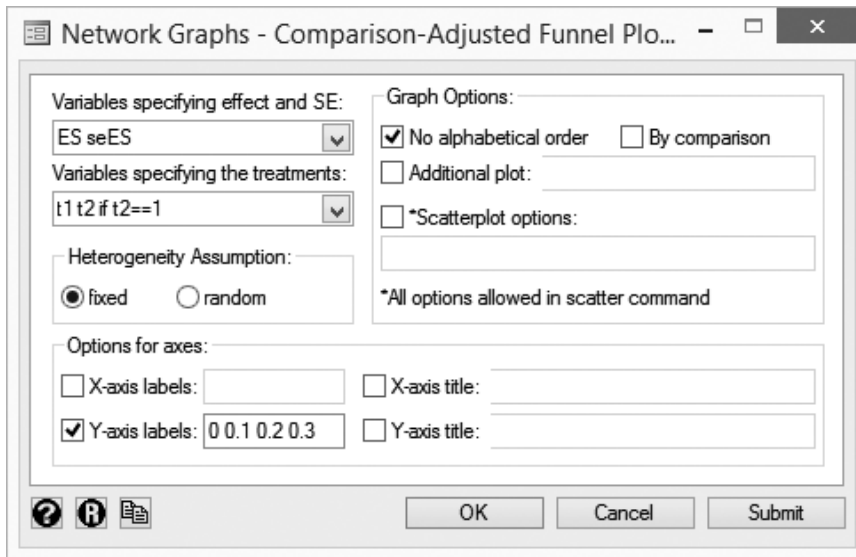 Network Graphs - Comparison-Adjusted Funnel Plo...
Variables specifying effect and SE:
ES seES
Variables specifying the treatments:
t1 t2 if t2==1
Heterogeneity Assumption:
fixed random
Graph Options:
No alphabetical order By comparison
Additional plot:
*Scatterplot options:
*All options allowed in scatter command
Options for axes:
X-axis labels: X-axis title:
Y-axis labels: 0 0.1 0.2 0.3 Y-axis title:
? R OK Cancel Submit